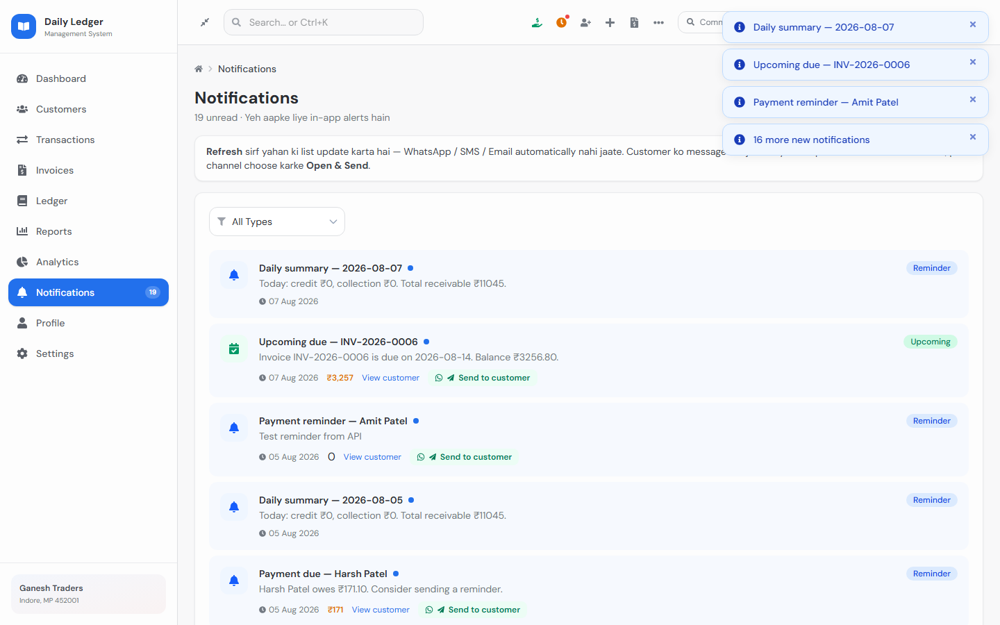 Daily Ledger
Management System
Dashboard
Customers
Transactions
Invoices
Ledger
Reports
Analytics
Notifications 19
Profile
Settings
Ganesh Traders
Indore, MP 452001
Search... or Ctrl+K
Daily summary — 2026-08-07
Upcoming due — INV-2026-0006
Payment reminder — Amit Patel
16 more new notifications
Notifications
Notifications
19 unread · Yeh aapke liye in-app alerts hain
Refresh sirf yahan ki list update karta hai — WhatsApp / SMS / Email automatically nahi jaate. Customer ko message
channel choose karke Open & Send.
All Types
Daily summary — 2026-08-07 Reminder
Today: credit ₹0, collection ₹0. Total receivable ₹11045.
07 Aug 2026
Upcoming due — INV-2026-0006 Upcoming
Invoice INV-2026-0006 is due on 2026-08-14. Balance ₹3256.80.
07 Aug 2026 ₹3,257 View customer Send to customer
Payment reminder — Amit Patel Reminder
Test reminder from API
05 Aug 2026 0 View customer Send to customer
Daily summary — 2026-08-05 Reminder
Today: credit ₹0, collection ₹0. Total receivable ₹11045.
05 Aug 2026
Payment due — Harsh Patel Reminder
Harsh Patel owes ₹171.10. Consider sending a reminder.
05 Aug 2026 ₹171 View customer Send to customer